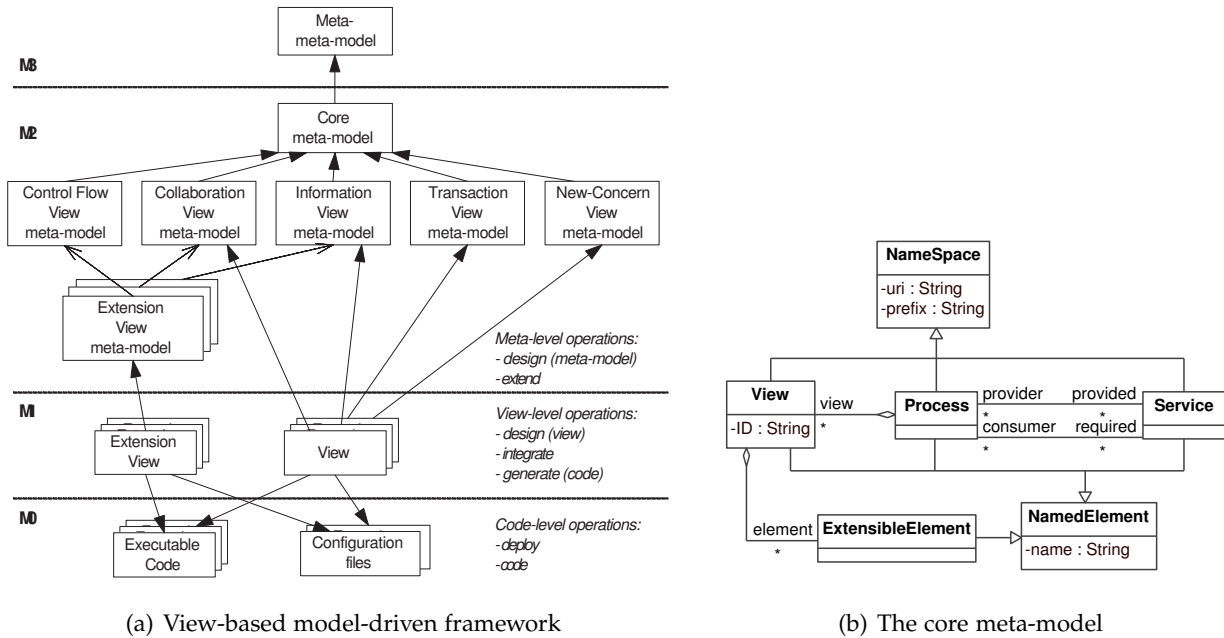 Meta-
meta-model
M3
M2
Core
meta-model
Control Flow
View
meta-model
Collaboration
View
meta-model
Information
View
meta-model
Transaction
View
meta-model
New-Concern
View
meta-model
Extension
View
meta-model
Meta-level operations:
- design (meta-model)
- extend
M1
Extension
View
View
View-level operations:
- design (view)
- integrate
- generate (code)
M0
Executable
Code
Configuration
files
Code-level operations:
- deploy
- code
(a) View-based model-driven framework
NameSpace
-uri : String
-prefix : String
View
-ID : String
view
*
Process
provider
provided
*
*
consumer
required
*
*
Service
element
*
ExtensibleElement
NamedElement
-name : String
(b) The core meta-model